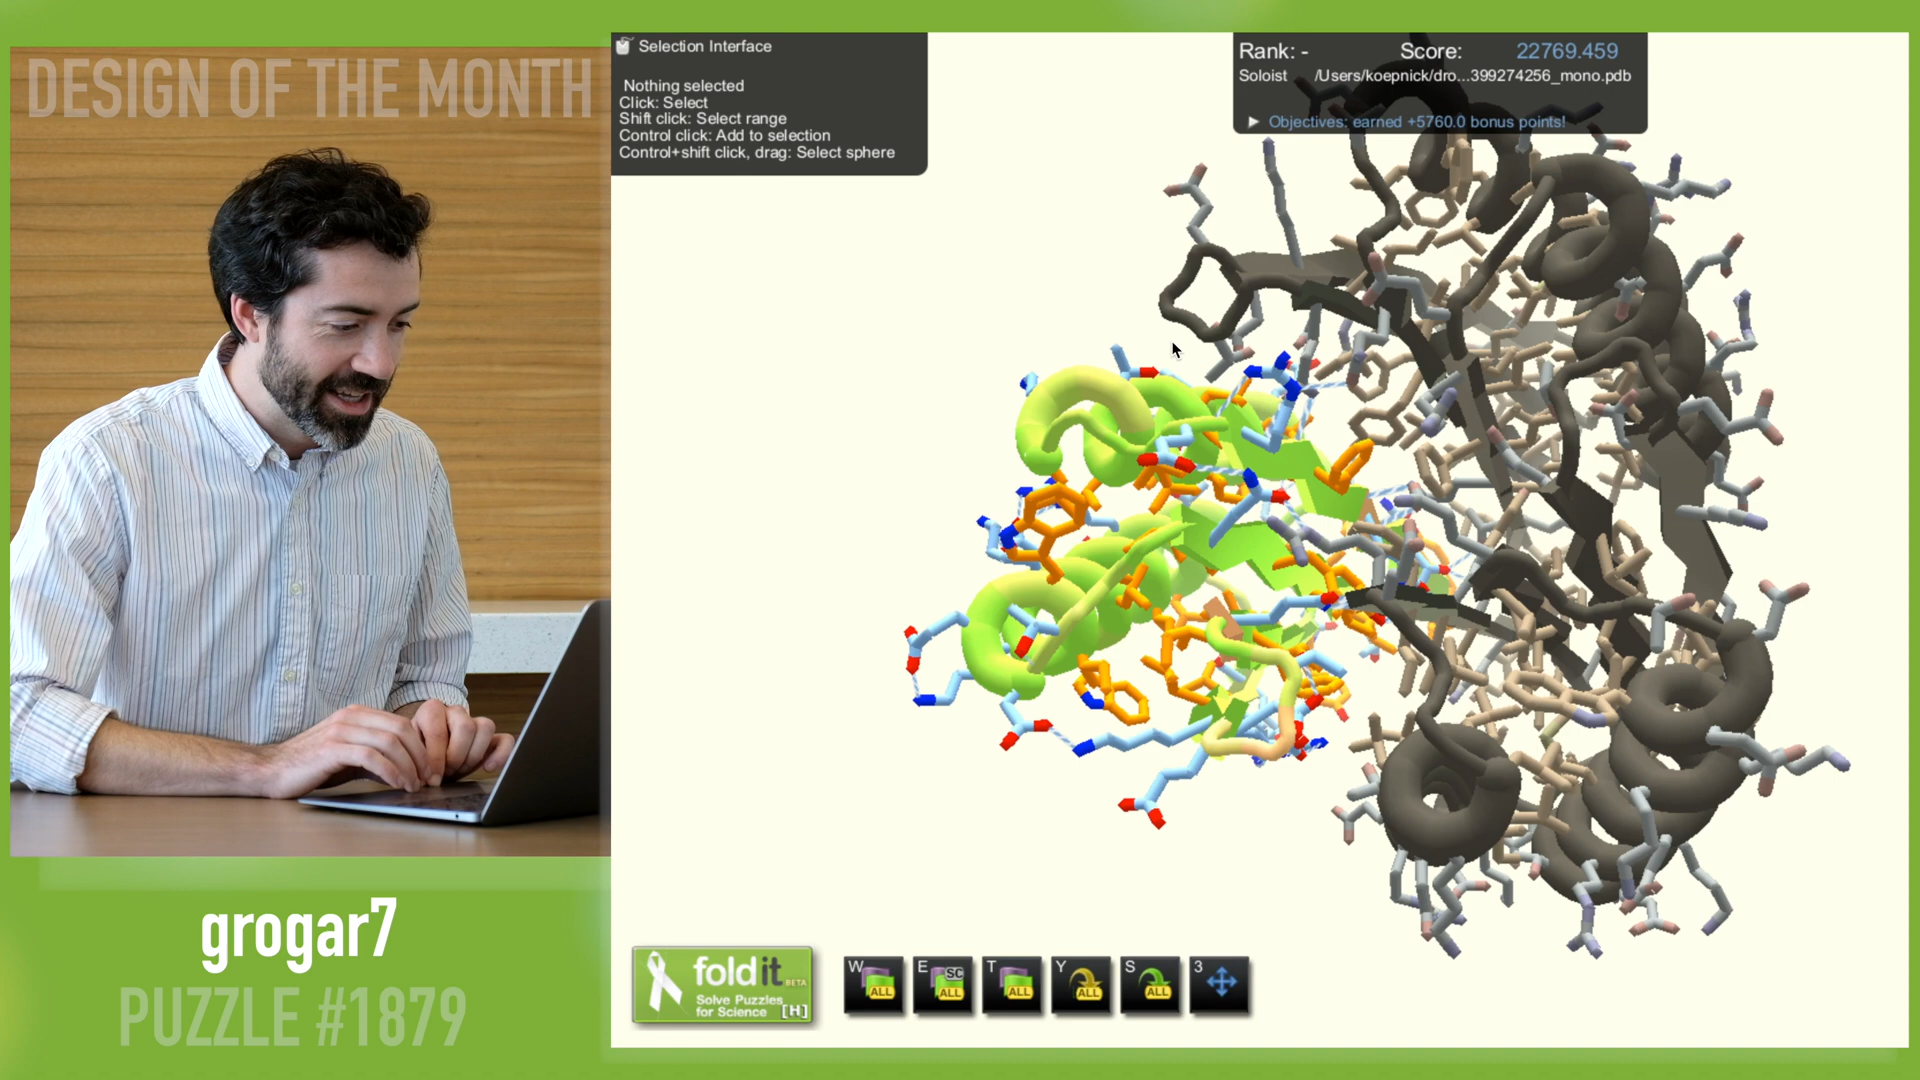 DESIGN OF THE MONTH
Selection Interface
Nothing selected
Click: Select
Shift click: Select range
Control click: Add to selection
Control+shift click, drag: Select sphere
Rank: - Score: 22769.459
Soloist /Users/koepnick/dro...399274256_mono.pdb
Objectives: earned +5760.0 bonus points!
grogar7
PUZZLE #1879
foldit BETA
Solve Puzzles
for Science [H]
W ALL
E SC ALL
T ALL
Y ALL
S ALL
3